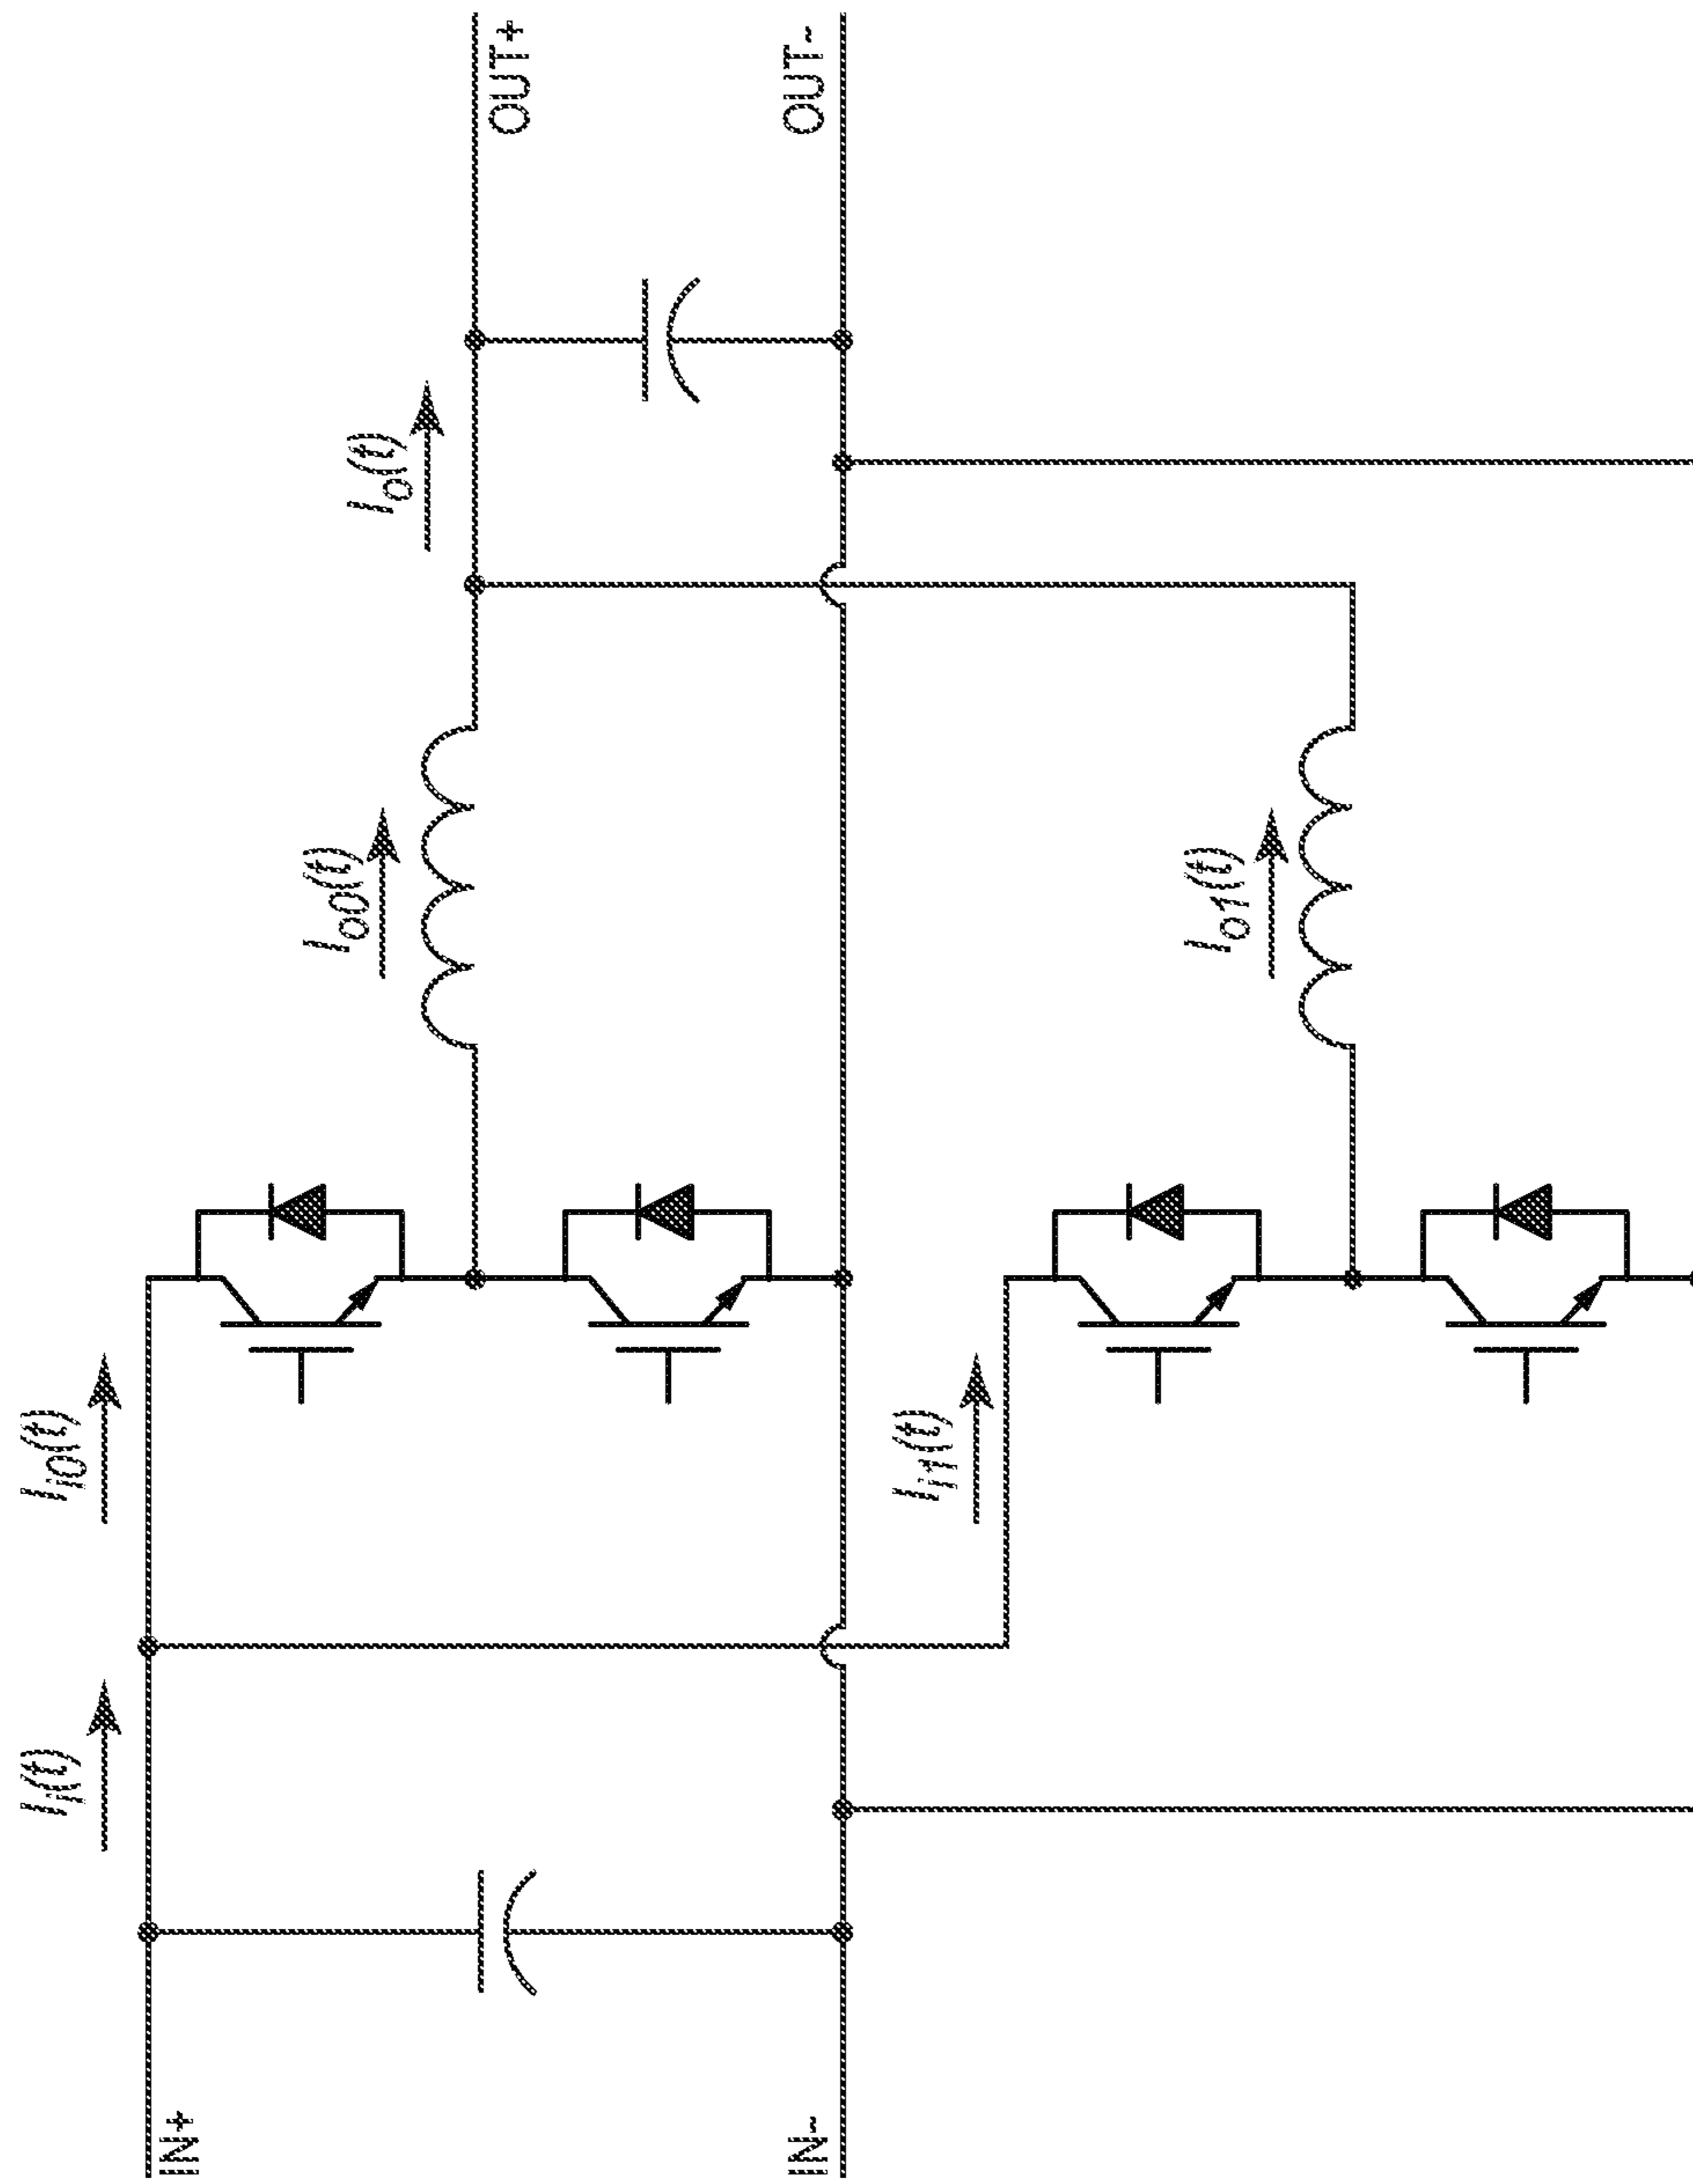 IN+
IN-
I_i(t)
I_i0(t)
I_i1(t)
I_o0(t)
I_o1(t)
I_o(t)
OUT+
OUT-